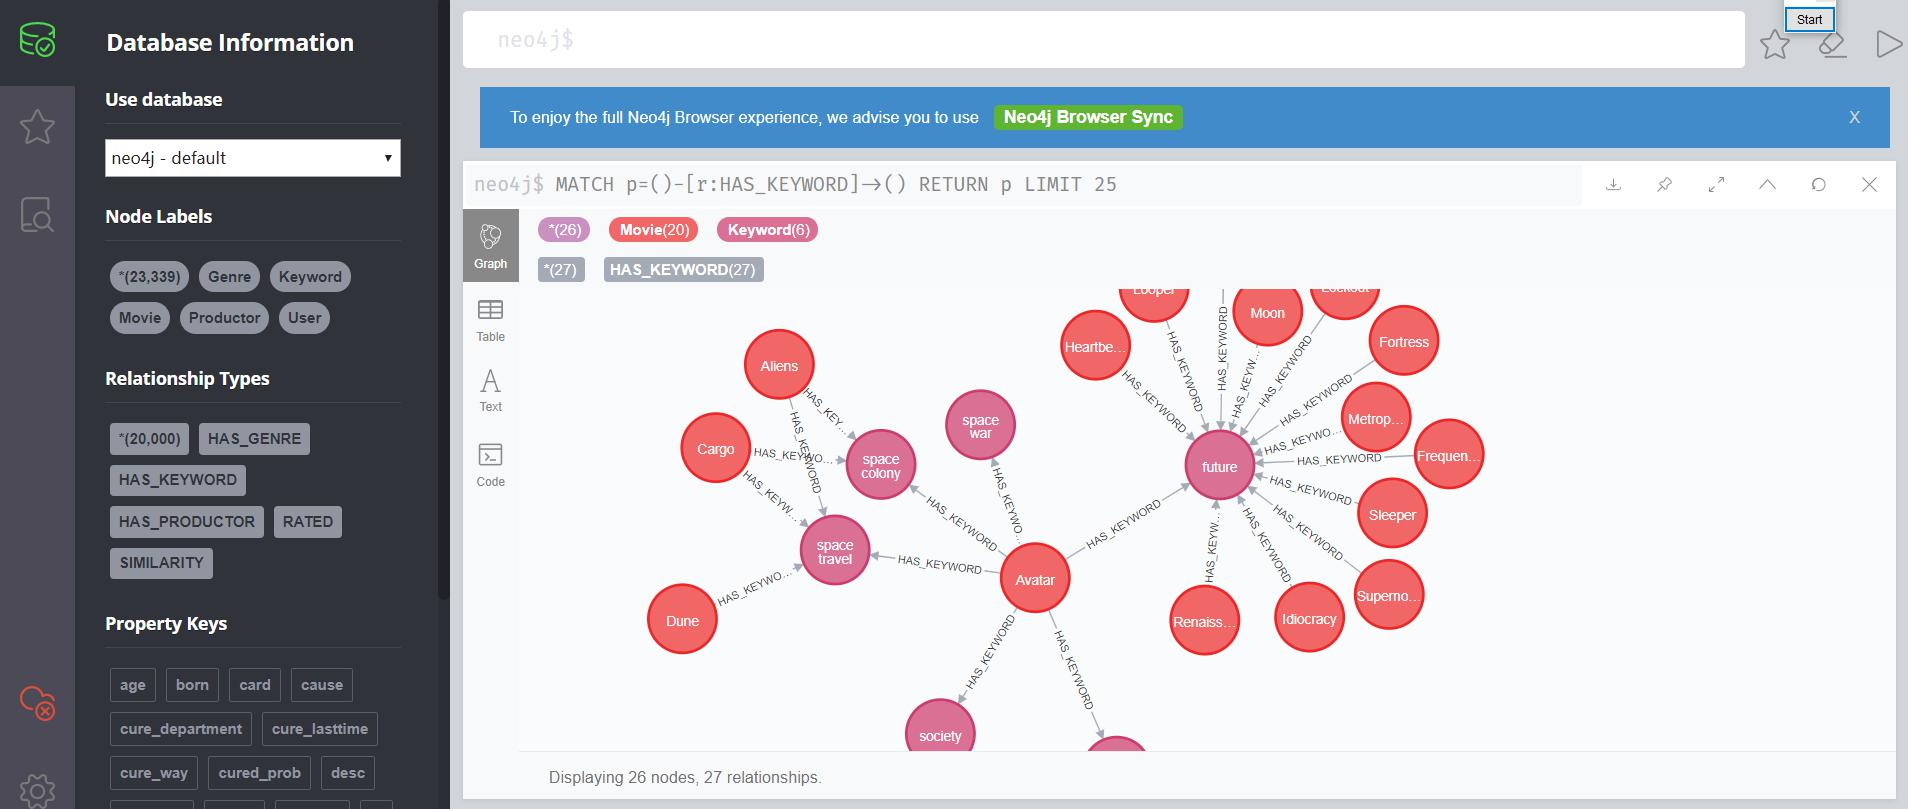 Database Information
Use database
neo4j - default
Node Labels
*(23,339) Genre Keyword
Movie Productor User
Relationship Types
*(20,000) HAS_GENRE
HAS_KEYWORD
HAS_PRODUCTOR RATED
SIMILARITY
Property Keys
age born card cause
cure_department cure_lasttime
cure_way cured_prob desc
neo4j$
Start
To enjoy the full Neo4j Browser experience, we advise you to use Neo4j Browser Sync X
neo4j$ MATCH p=()-[r:HAS_KEYWORD]->() RETURN p LIMIT 25
Graph
Table
Text
Code
*(26) Movie(20) Keyword(6)
*(27) HAS_KEYWORD(27)
Looper
Moon
Lockout
Heartbe...
Fortress
Aliens
Metrop...
space
war
Cargo
space
colony
future
Frequen...
Sleeper
space
travel
Avatar
Superno...
Dune
Renaiss...
Idiocracy
society
HAS_KEY...
HAS_KEYWORD
HAS_KEYWO...
HAS_KEYW...
HAS_KEYWO...
HAS_KEYWORD
HAS_KEYWORD
HAS_KEYWO...
HAS_KEYWORD
HAS_KEYWORD
HAS_KEYWORD
HAS_KEYWORD
HAS_KEYWORD
HAS_KEYWORD
HAS_KEYW...
HAS_KEYWORD
HAS_KEYWORD
HAS_KEYWO...
HAS_KEYWORD
HAS_KEYWORD
HAS_KEYWORD
HAS_KEYWORD
HAS_KEYW...
HAS_KEYWORD
Displaying 26 nodes, 27 relationships.